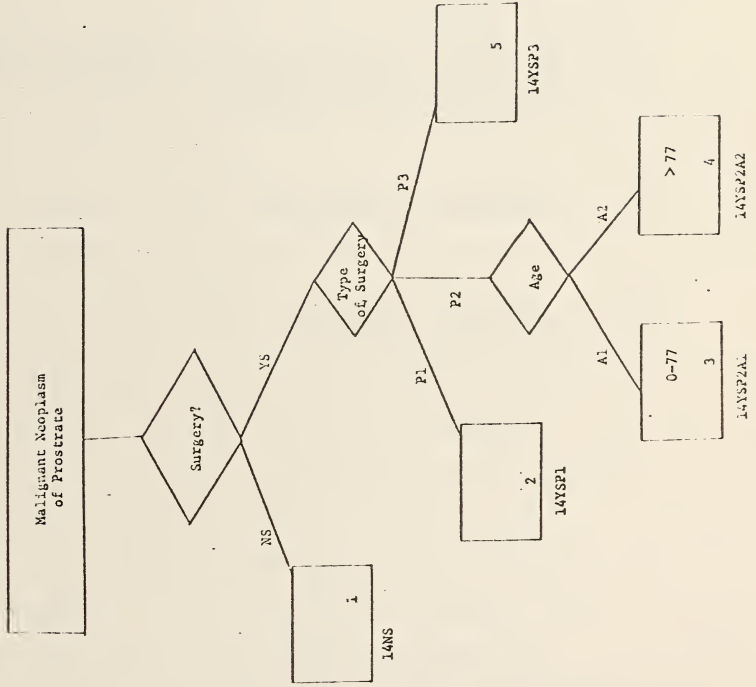 Malignant Neoplasm
of Prostrate
Surgery?
NS
YS
1
14NS
Type
of Surgery
P1
P2
P3
2
14YSP1
Age
5
14YSP3
A1
A2
0-77
3
14YSP2A1
> 77
4
14YSP2A2